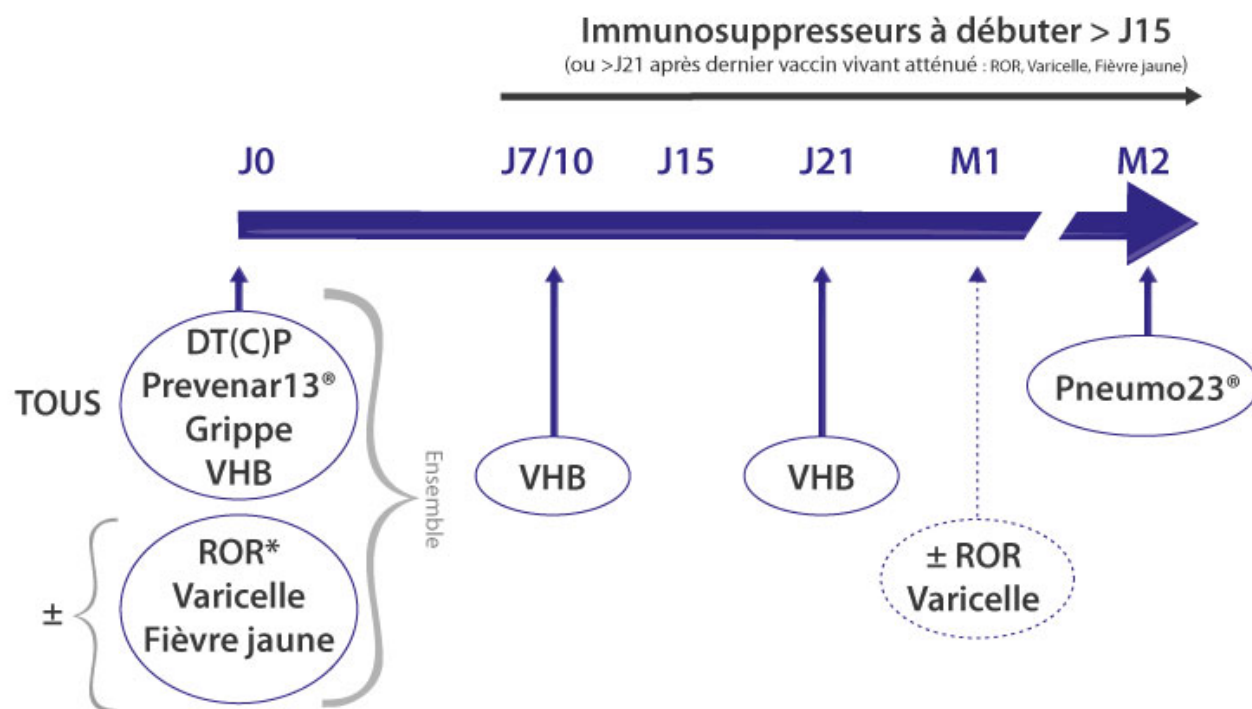 Immunosuppresseurs à débuter > J15
(ou >J21 après dernier vaccin vivant atténué : ROR, Varicelle, Fièvre jaune)
J0
J7/10
J15
J21
M1
M2
TOUS
DT(C)P
Prevenar13®
Grippe
VHB
±
ROR*
Varicelle
Fièvre jaune
Ensemble
VHB
VHB
± ROR
Varicelle
Pneumo23®